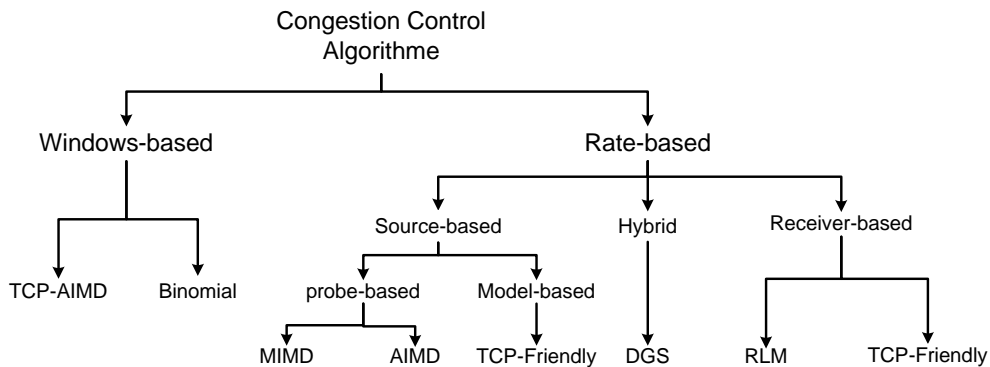 Congestion Control
Algorithme
Windows-based
Rate-based
Source-based
Hybrid
Receiver-based
TCP-AIMD
Binomial
probe-based
Model-based
MIMD
AIMD
TCP-Friendly
DGS
RLM
TCP-Friendly